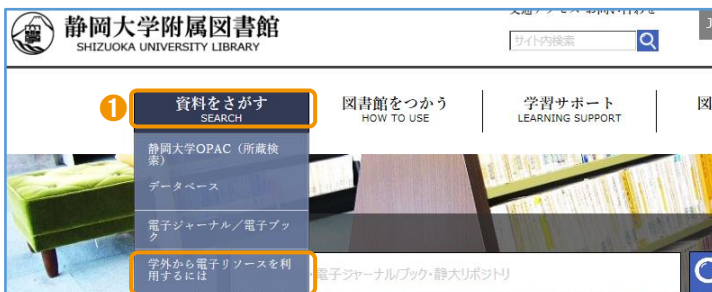 静岡大学附属図書館
SHIZUOKA UNIVERSITY LIBRARY
サイト内検索
J
1
資料をさがす
SEARCH
図書館をつかう
HOW TO USE
学習サポート
LEARNING SUPPORT
図
静岡大学OPAC（所蔵検
索）
データベース
電子ジャーナル／電子ブッ
ク
学外から電子リソースを利
用するには
・電子ジャーナル/ブック・静大リポジトリ